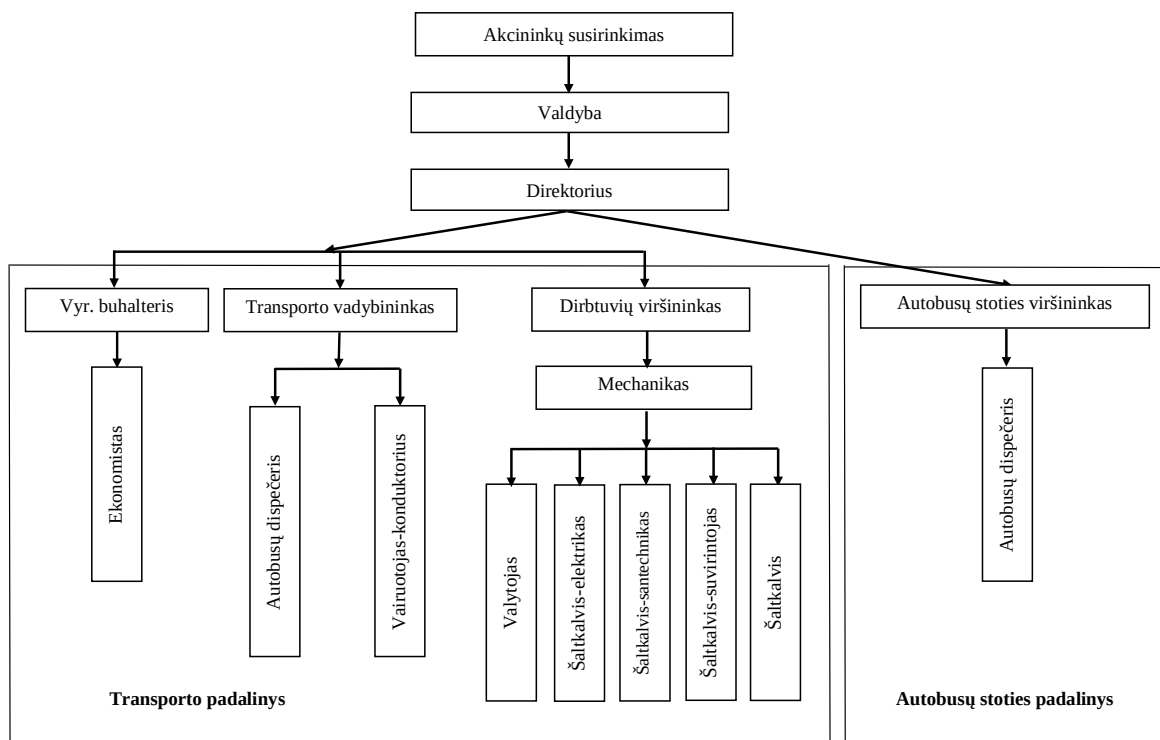 Akcininkų susirinkimas
Valdyba
Direktorius
Vyr. buhalteris
Transporto vadybininkas
Dirbtuvių viršininkas
Autobusų stoties viršininkas
Mechanikas
Ekonomistas
Autobusų dispečeris
Vairuotojas-konduktorius
Valytojas
Šaltkalvis-elektrikas
Šaltkalvis-santechnikas
Šaltkalvis-suvirintojas
Šaltkalvis
Autobusų dispečeris
Transporto padalinys
Autobusų stoties padalinys